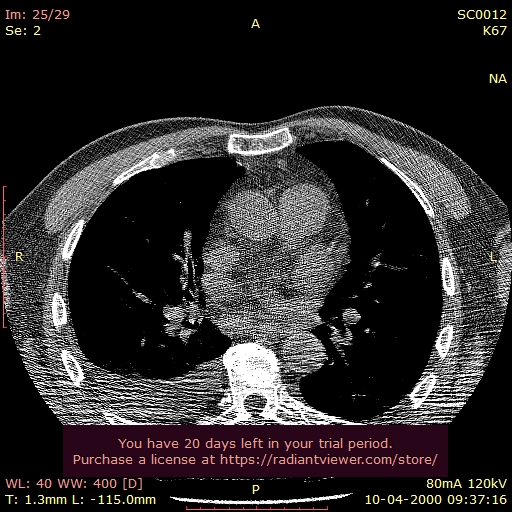 Im: 25/29
Se: 2
A
SC0012
K67
NA
R
L
You have 20 days left in your trial period.
Purchase a license at https://radiantviewer.com/store/
WL: 40 WW: 400 [D]
T: 1.3mm L: -115.0mm
P
80mA 120kV
10-04-2000 09:37:16